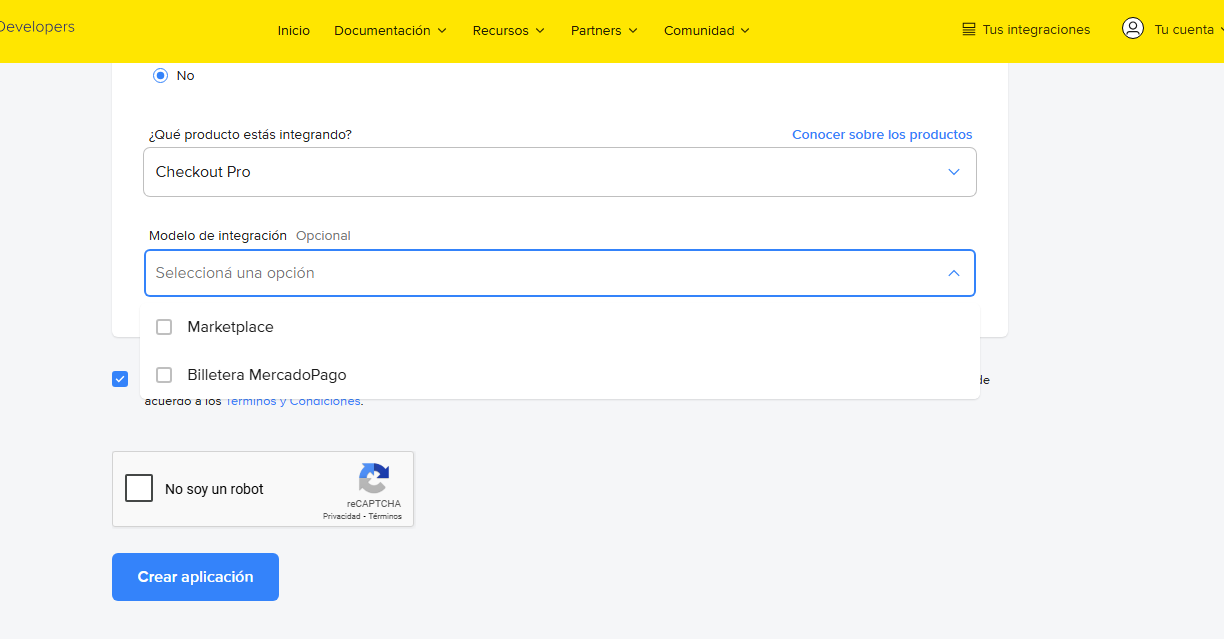 Developers
Inicio
Documentación
Recursos
Partners
Comunidad
Tus integraciones
Tu cuenta
No
¿Qué producto estás integrando?
Conocer sobre los productos
Checkout Pro
Modelo de integración Opcional
Seleccioná una opción
Marketplace
Billetera MercadoPago
de
acuerdo a los Términos y Condiciones.
No soy un robot
reCAPTCHA
Privacidad - Términos
Crear aplicación